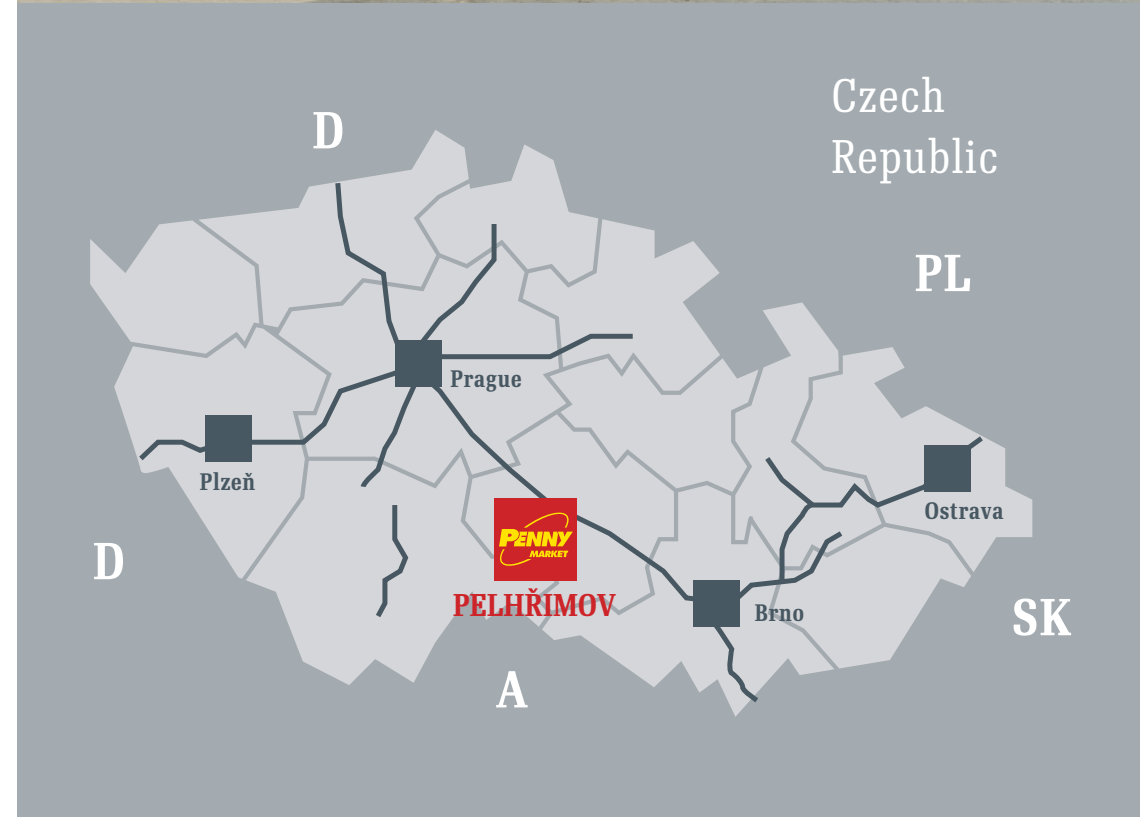 Czech
Republic
D
PL
Prague
Plzeň
Ostrava
PENNY
MARKET
D
PELHŘIMOV
Brno
SK
A